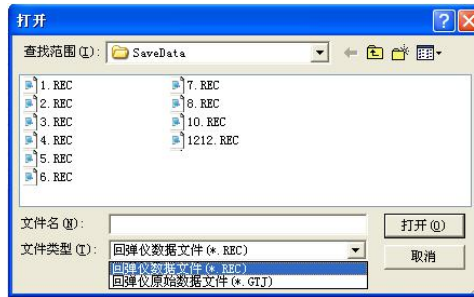 打开
查找范围(I): SaveData
1.REC
2.REC
3.REC
4.REC
5.REC
6.REC
7.REC
8.REC
10.REC
1212.REC
文件名(N): 打开(O)
文件类型(T): 回弹仪数据文件(*.REC) 取消
回弹仪数据文件(*.REC)
回弹仪原始数据文件(*.GTJ)